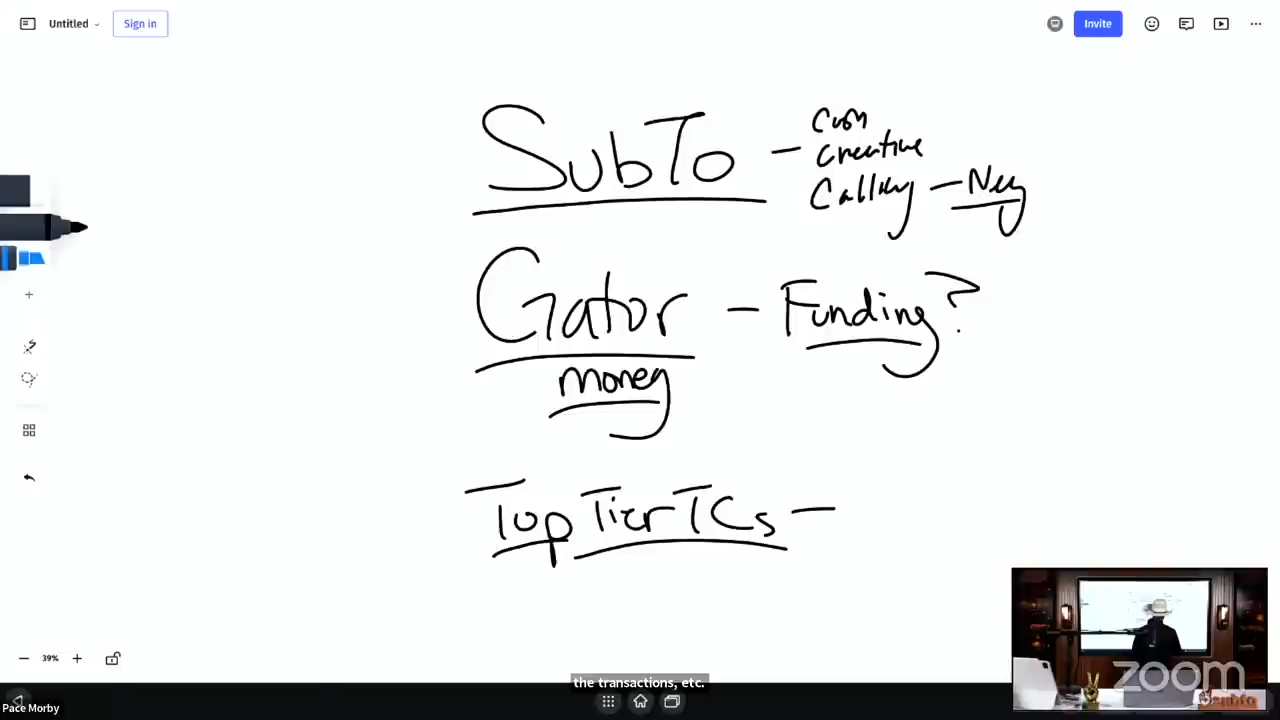 Untitled
Sign in
Invite
SubTo - Cash
Creative
Calling - Neg
Gator - Funding?
money
Top Tier TCs -
39%
the transactions, etc.
Pace Morby
zoom